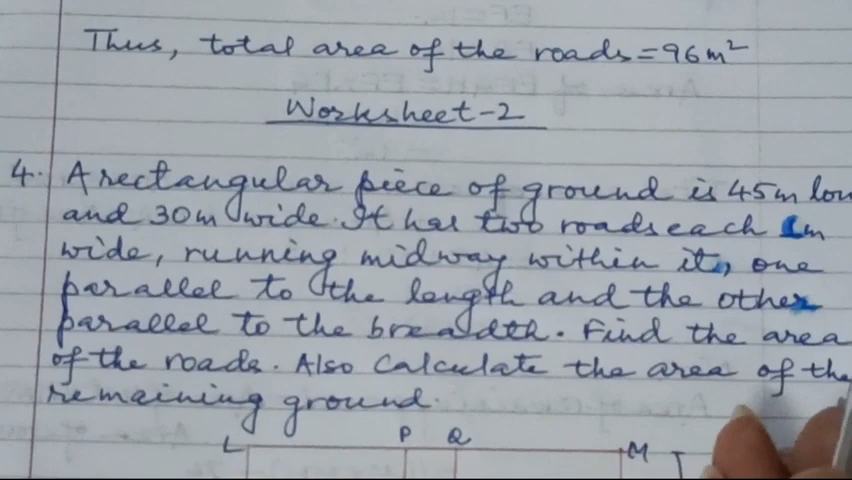 Thus, total area of the roads = 96m²
Worksheet-2
4. A rectangular piece of ground is 45m
and 30m wide. It has two roads each m
wide, running midway within it, one
parallel to the length and the other
parallel to the breadth. Find the area
of the roads. Also calculate the area of the
remaining ground.
L P Q M